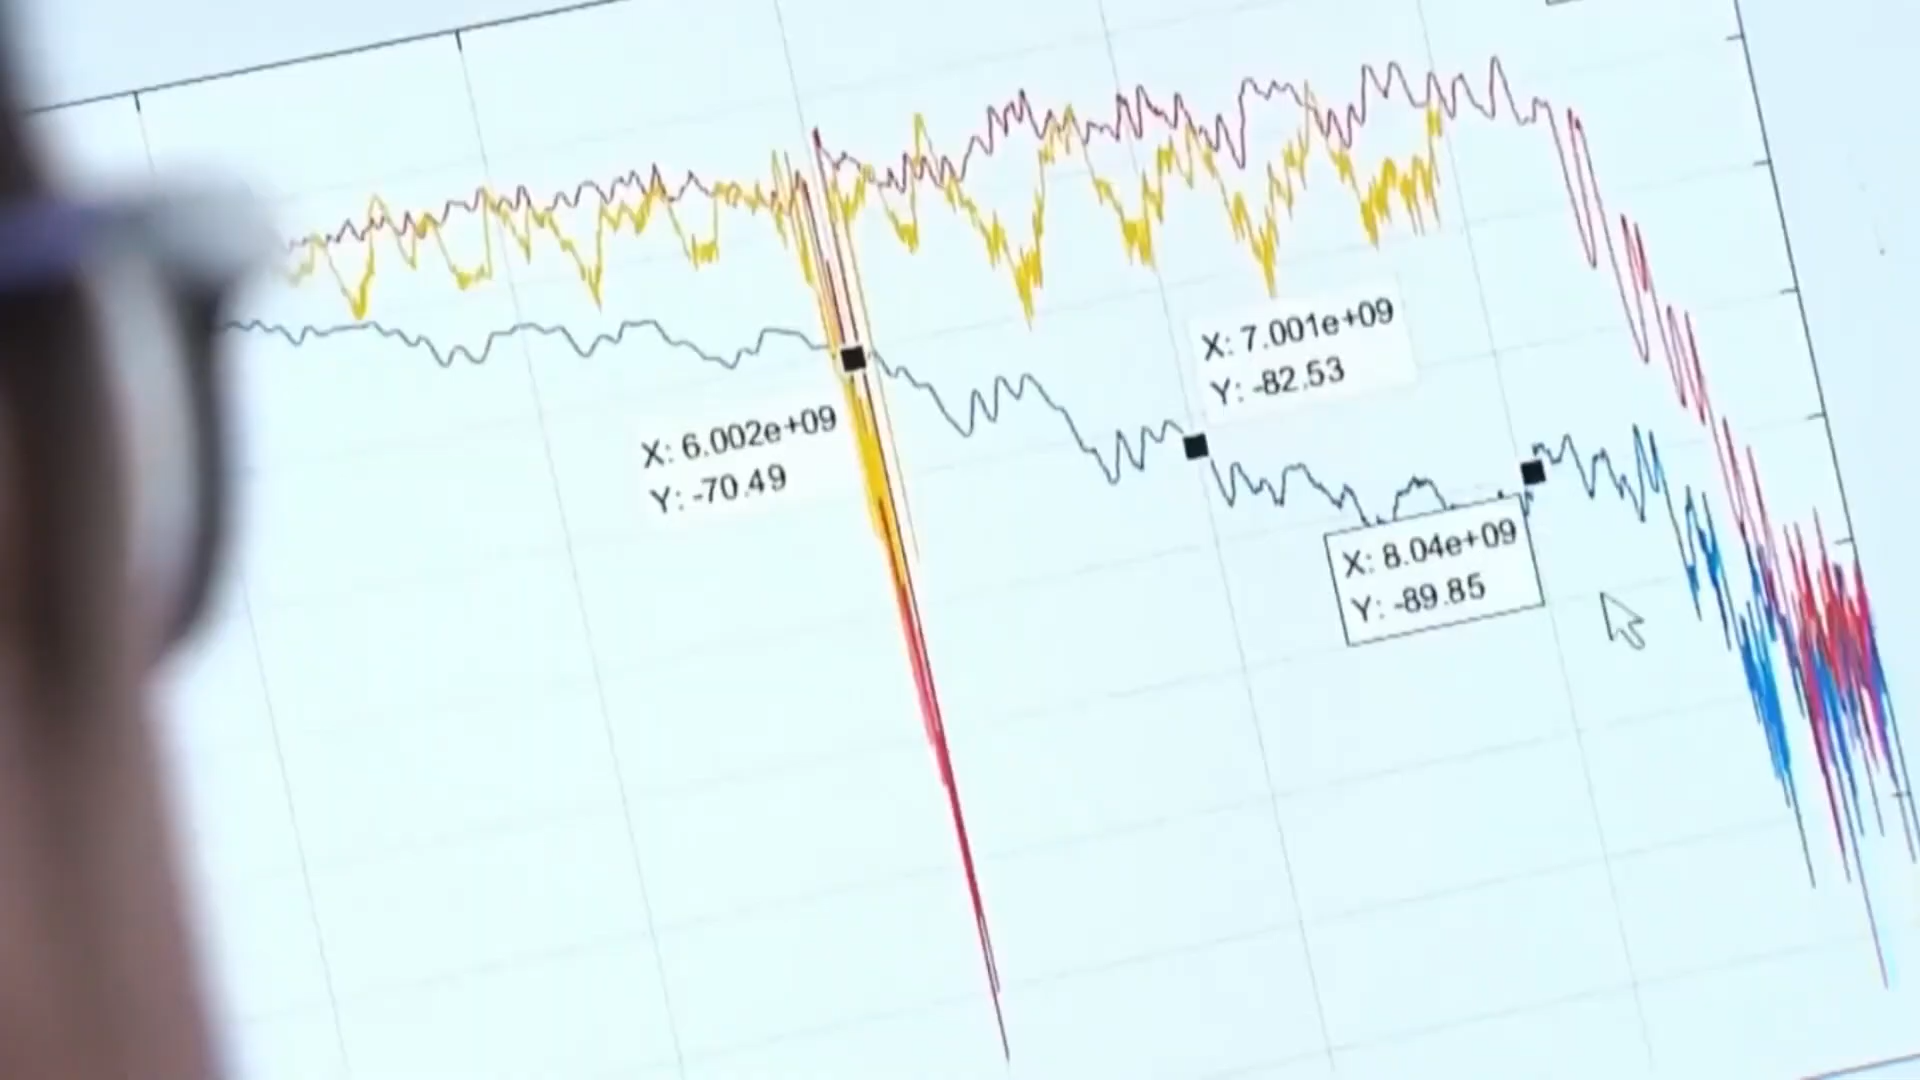 X: 6.002e+09
Y: -70.49
X: 7.001e+09
Y: -82.53
X: 8.04e+09
Y: -89.85